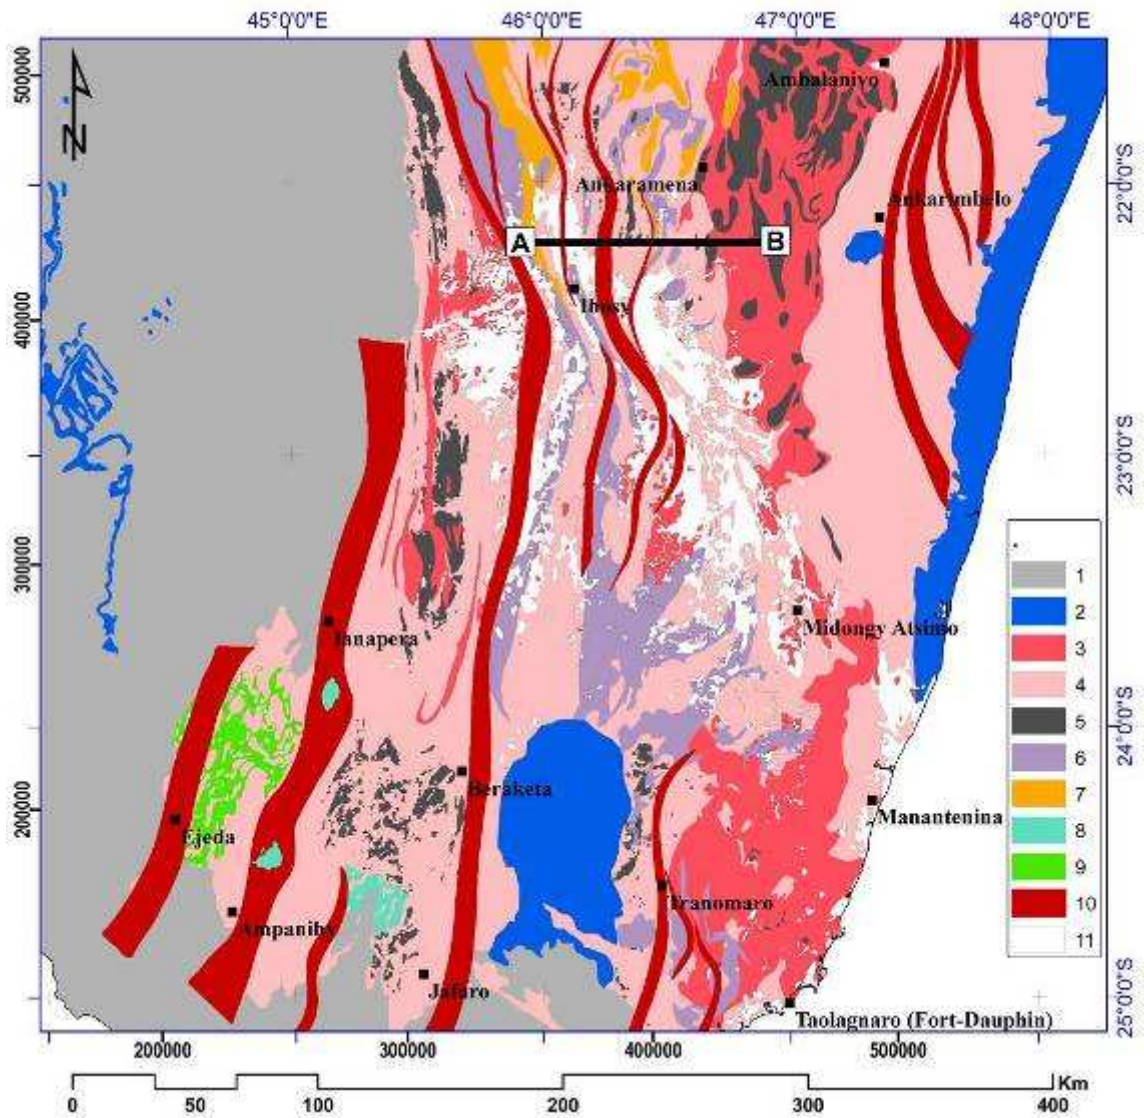 45°0'0"E 46°0'0"E 47°0'0"E 48°0'0"E
500000
400000
300000
200000
N
22°0'0"S
23°0'0"S
24°0'0"S
25°0'0"S
Ambalanivo
Ankaramena
Ankarimbelo
A B
Ihosy
Ianapera
Midongy Atsimo
Beraketa
Manantenina
Ejeda
Tranomaro
Ampanihy
Jafaro
Taolagnaro (Fort-Dauphin)
1
2
3
4
5
6
7
8
9
10
11
200000 300000 400000 500000
Km
0 50 100 200 300 400